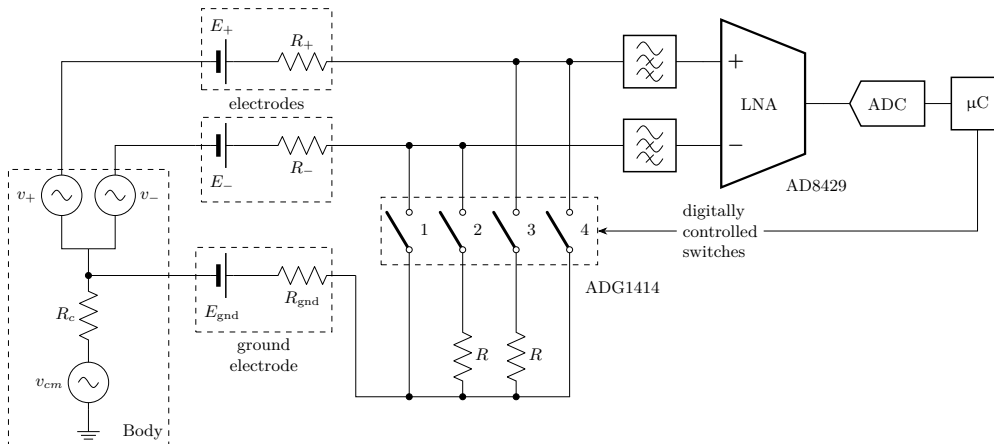 E+
R+
electrodes
E−
R−
v+
v−
LNA
+
−
ADC
μC
AD8429
1
2
3
4
digitally
controlled
switches
ADG1414
Egnd
Rgnd
ground
electrode
Rc
R
R
vcm
Body